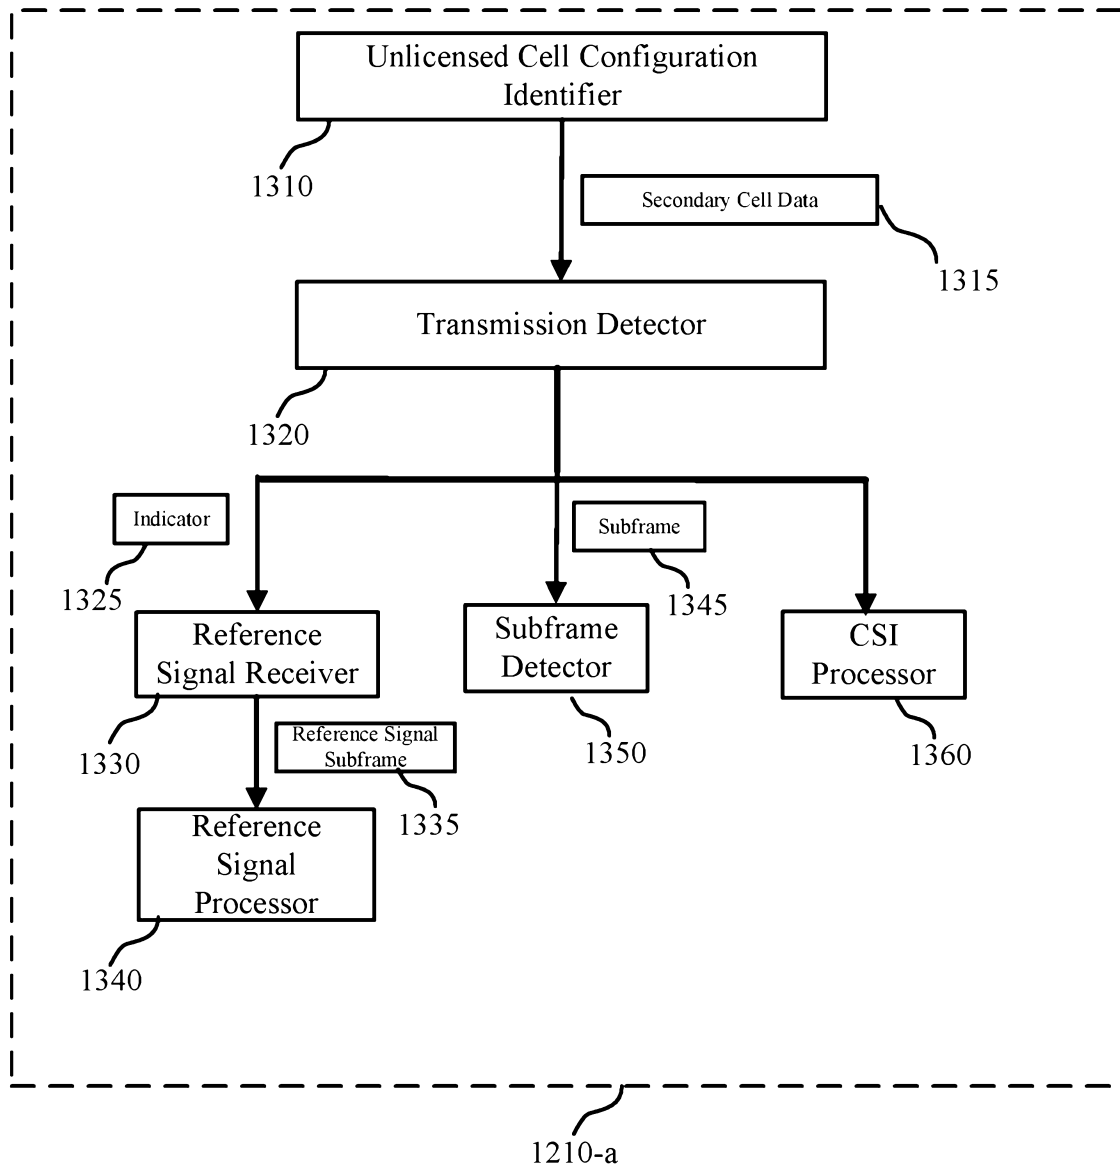 Unlicensed Cell Configuration
Identifier
1310
Secondary Cell Data
1315
Transmission Detector
1320
Indicator
1325
Subframe
1345
Reference
Signal Receiver
1330
Subframe
Detector
1350
CSI
Processor
1360
Reference Signal
Subframe
1335
Reference
Signal
Processor
1340
1210-a